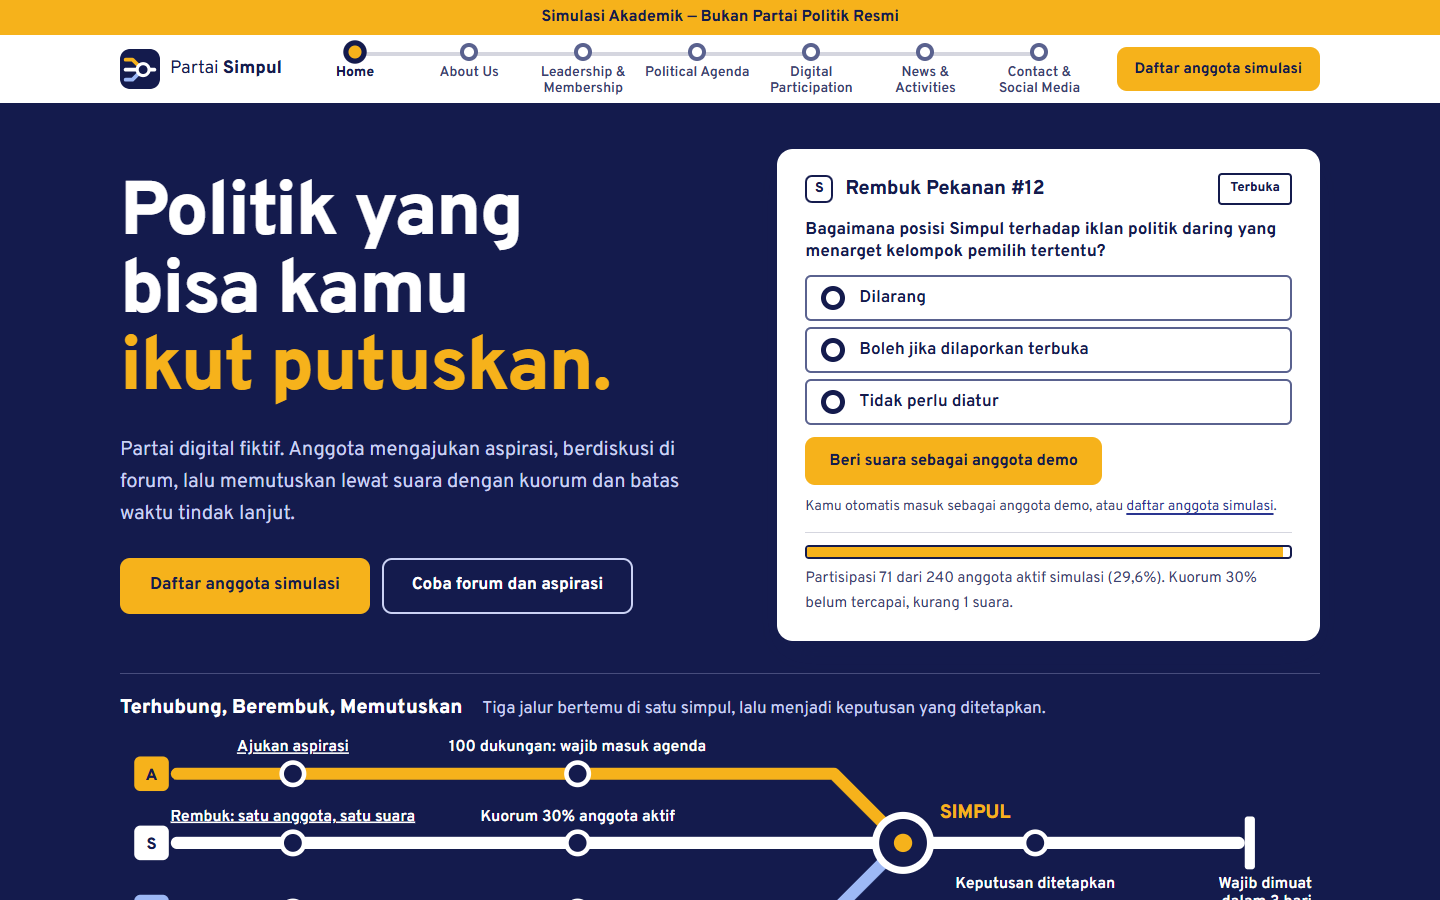 Simulasi Akademik — Bukan Partai Politik Resmi
Partai Simpul
Home
About Us
Leadership &
Membership
Political Agenda
Digital
Participation
News &
Activities
Contact &
Social Media
Daftar anggota simulasi
Politik yang
bisa kamu
ikut putuskan.
Partai digital fiktif. Anggota mengajukan aspirasi, berdiskusi di
forum, lalu memutuskan lewat suara dengan kuorum dan batas
waktu tindak lanjut.
Daftar anggota simulasi
Coba forum dan aspirasi
S
Rembuk Pekanan #12
Terbuka
Bagaimana posisi Simpul terhadap iklan politik daring yang
menarget kelompok pemilih tertentu?
Dilarang
Boleh jika dilaporkan terbuka
Tidak perlu diatur
Beri suara sebagai anggota demo
Kamu otomatis masuk sebagai anggota demo, atau daftar anggota simulasi.
Partisipasi 71 dari 240 anggota aktif simulasi (29,6%). Kuorum 30%
belum tercapai, kurang 1 suara.
Terhubung, Berembuk, Memutuskan
Tiga jalur bertemu di satu simpul, lalu menjadi keputusan yang ditetapkan.
Ajukan aspirasi
100 dukungan: wajib masuk agenda
A
Rembuk: satu anggota, satu suara
Kuorum 30% anggota aktif
SIMPUL
S
Keputusan ditetapkan
Wajib dimuat
dalam 3 hari